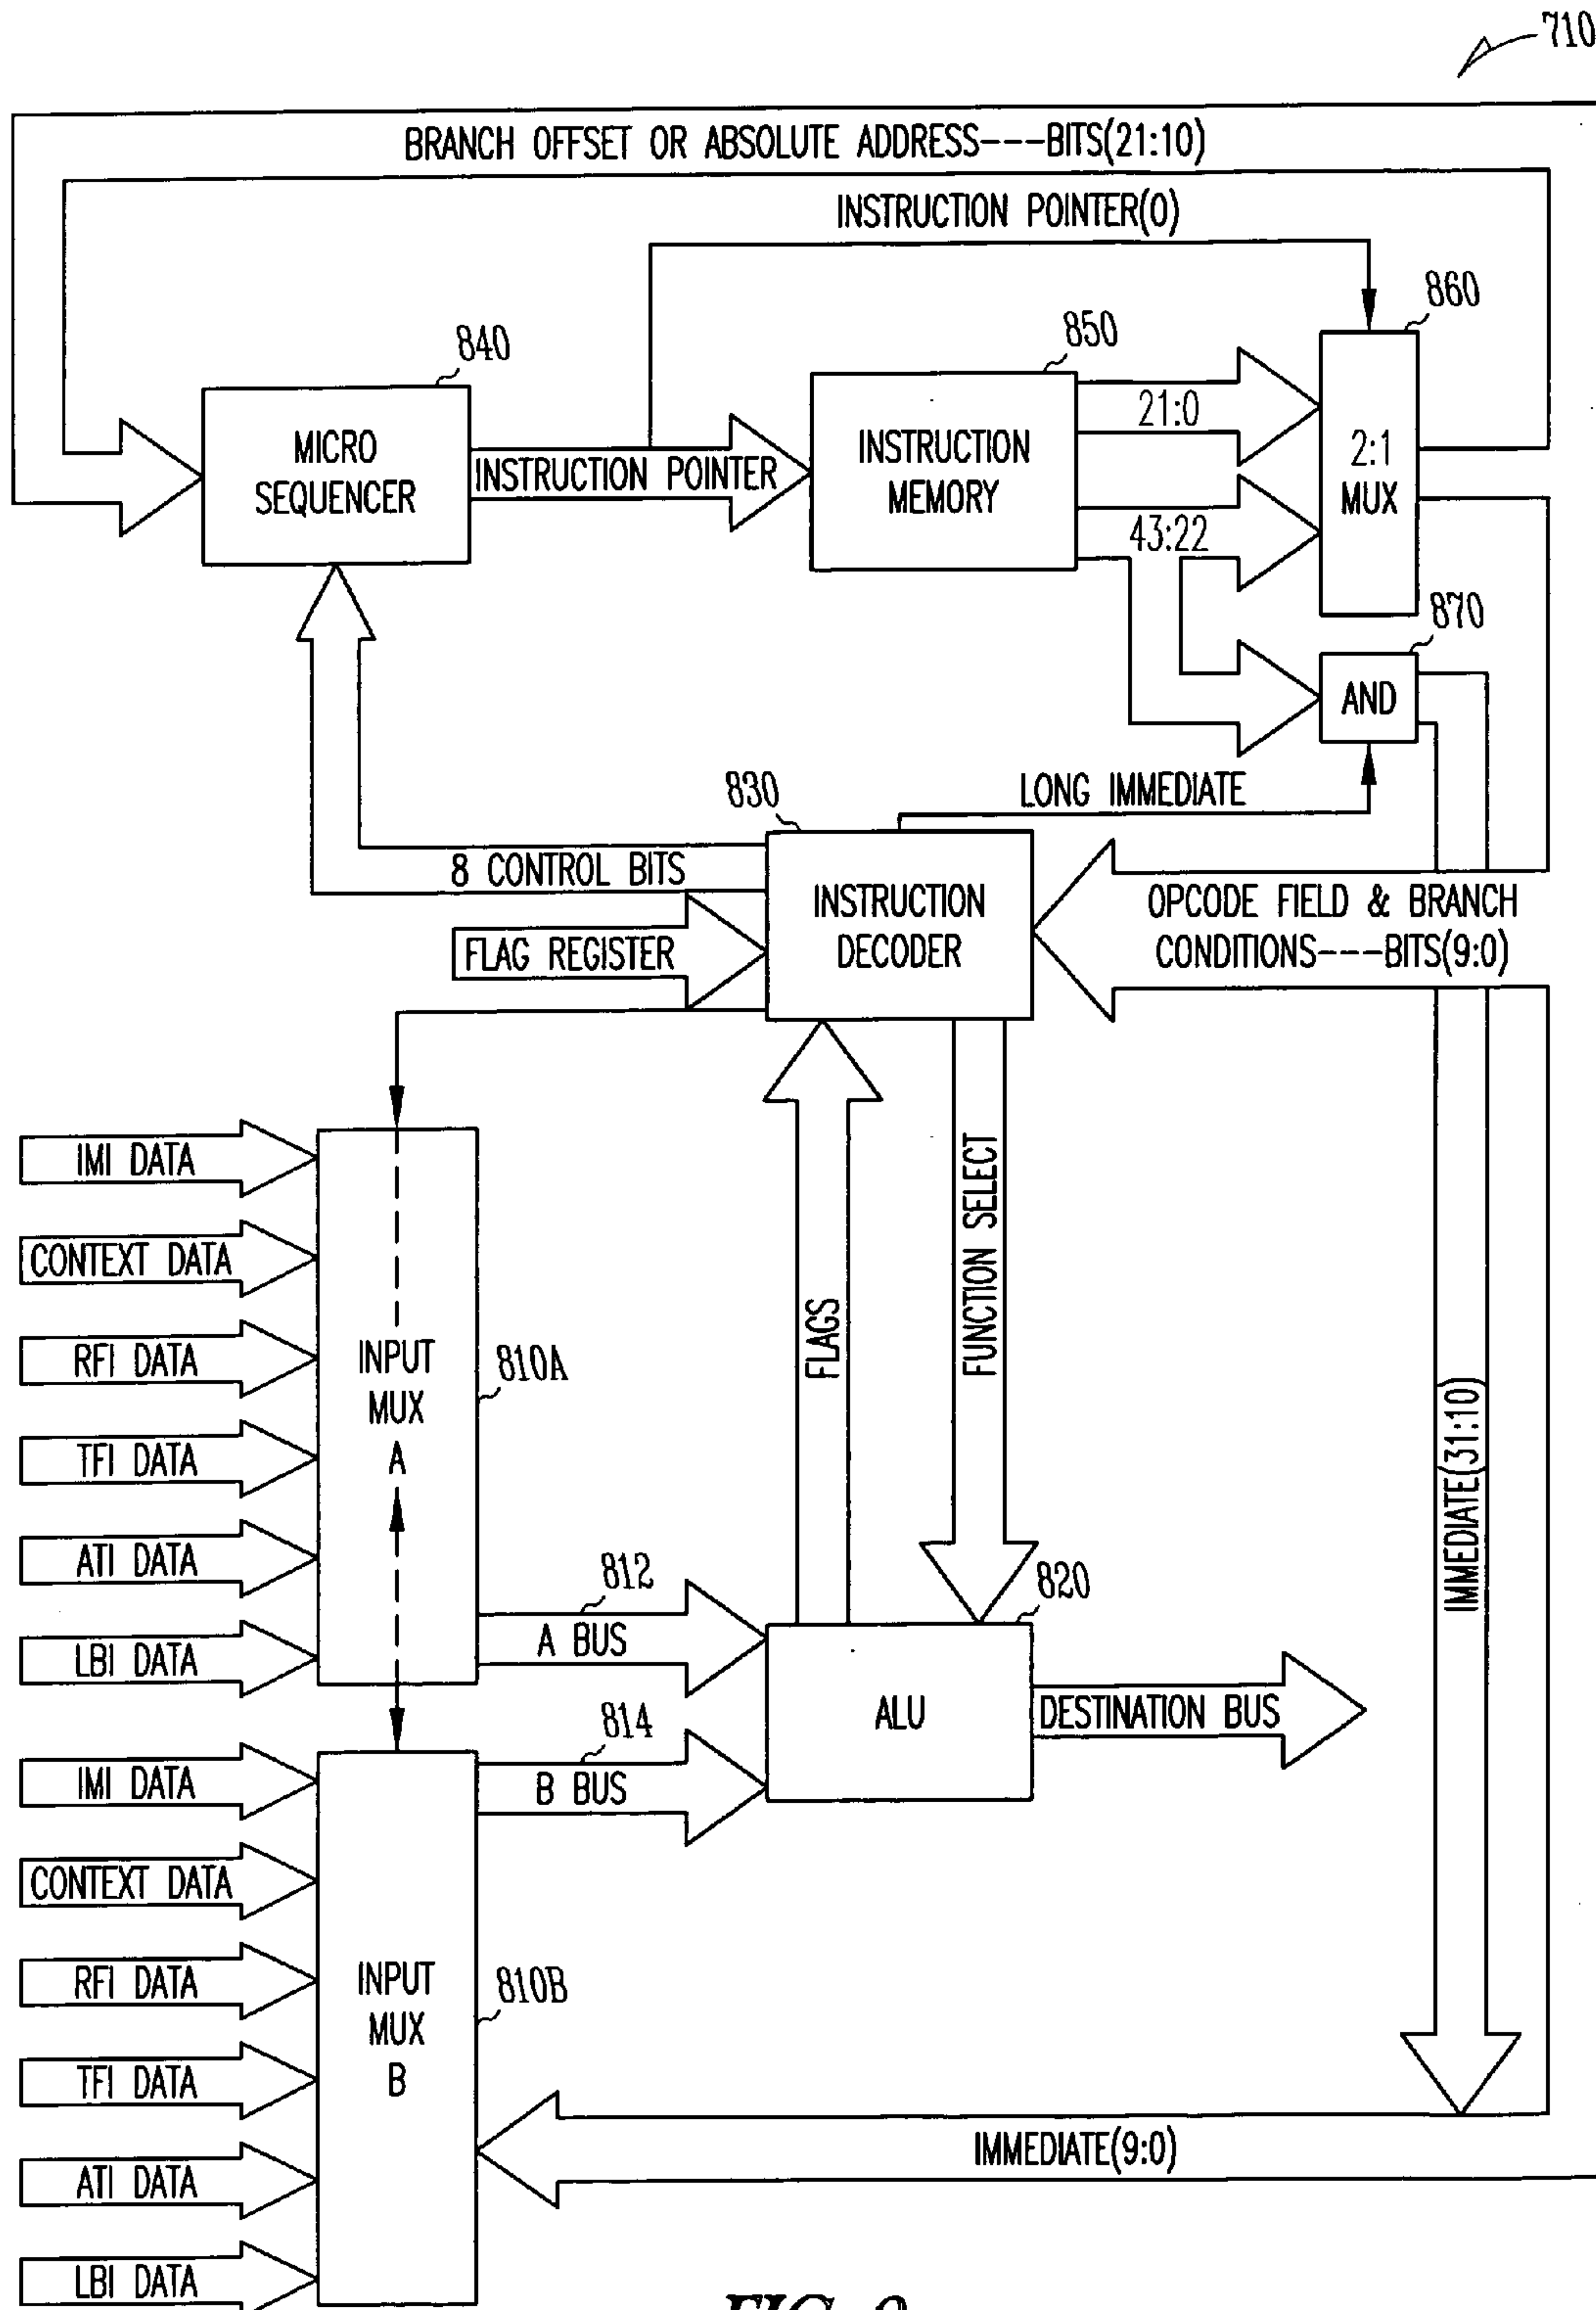 710
BRANCH OFFSET OR ABSOLUTE ADDRESS---BITS(21:10)
INSTRUCTION POINTER(0)
860
840
850
MICRO
SEQUENCER
INSTRUCTION POINTER
INSTRUCTION
MEMORY
21:0
43:22
2:1
MUX
870
AND
830
LONG IMMEDIATE
8 CONTROL BITS
FLAG REGISTER
INSTRUCTION
DECODER
OPCODE FIELD & BRANCH
CONDITIONS---BITS(9:0)
IMI DATA
CONTEXT DATA
RFI DATA
TFI DATA
ATI DATA
LBI DATA
INPUT
MUX
A
810A
FLAGS
FUNCTION SELECT
IMMEDIATE(31:10)
812
A BUS
820
ALU
DESTINATION BUS
814
B BUS
IMI DATA
CONTEXT DATA
RFI DATA
TFI DATA
ATI DATA
LBI DATA
INPUT
MUX
B
810B
IMMEDIATE(9:0)